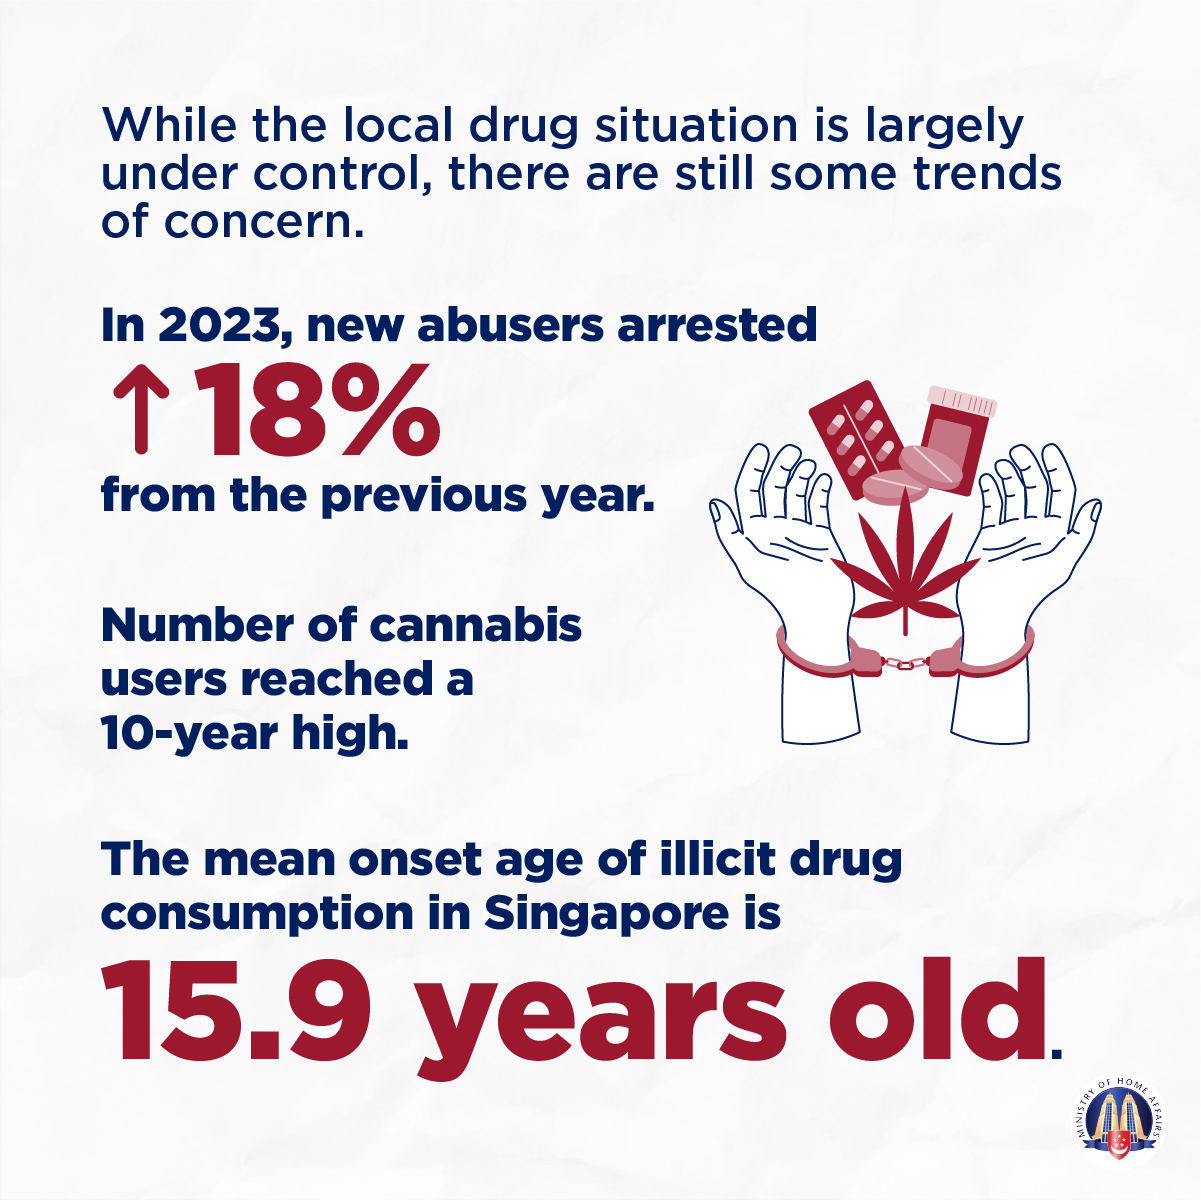 While the local drug situation is largely
under control, there are still some trends
of concern.
In 2023, new abusers arrested
↑18%
from the previous year.
Number of cannabis
users reached a
10-year high.
The mean onset age of illicit drug
consumption in Singapore is
15.9 years old.
MINISTRY OF HOME AFFAIRS